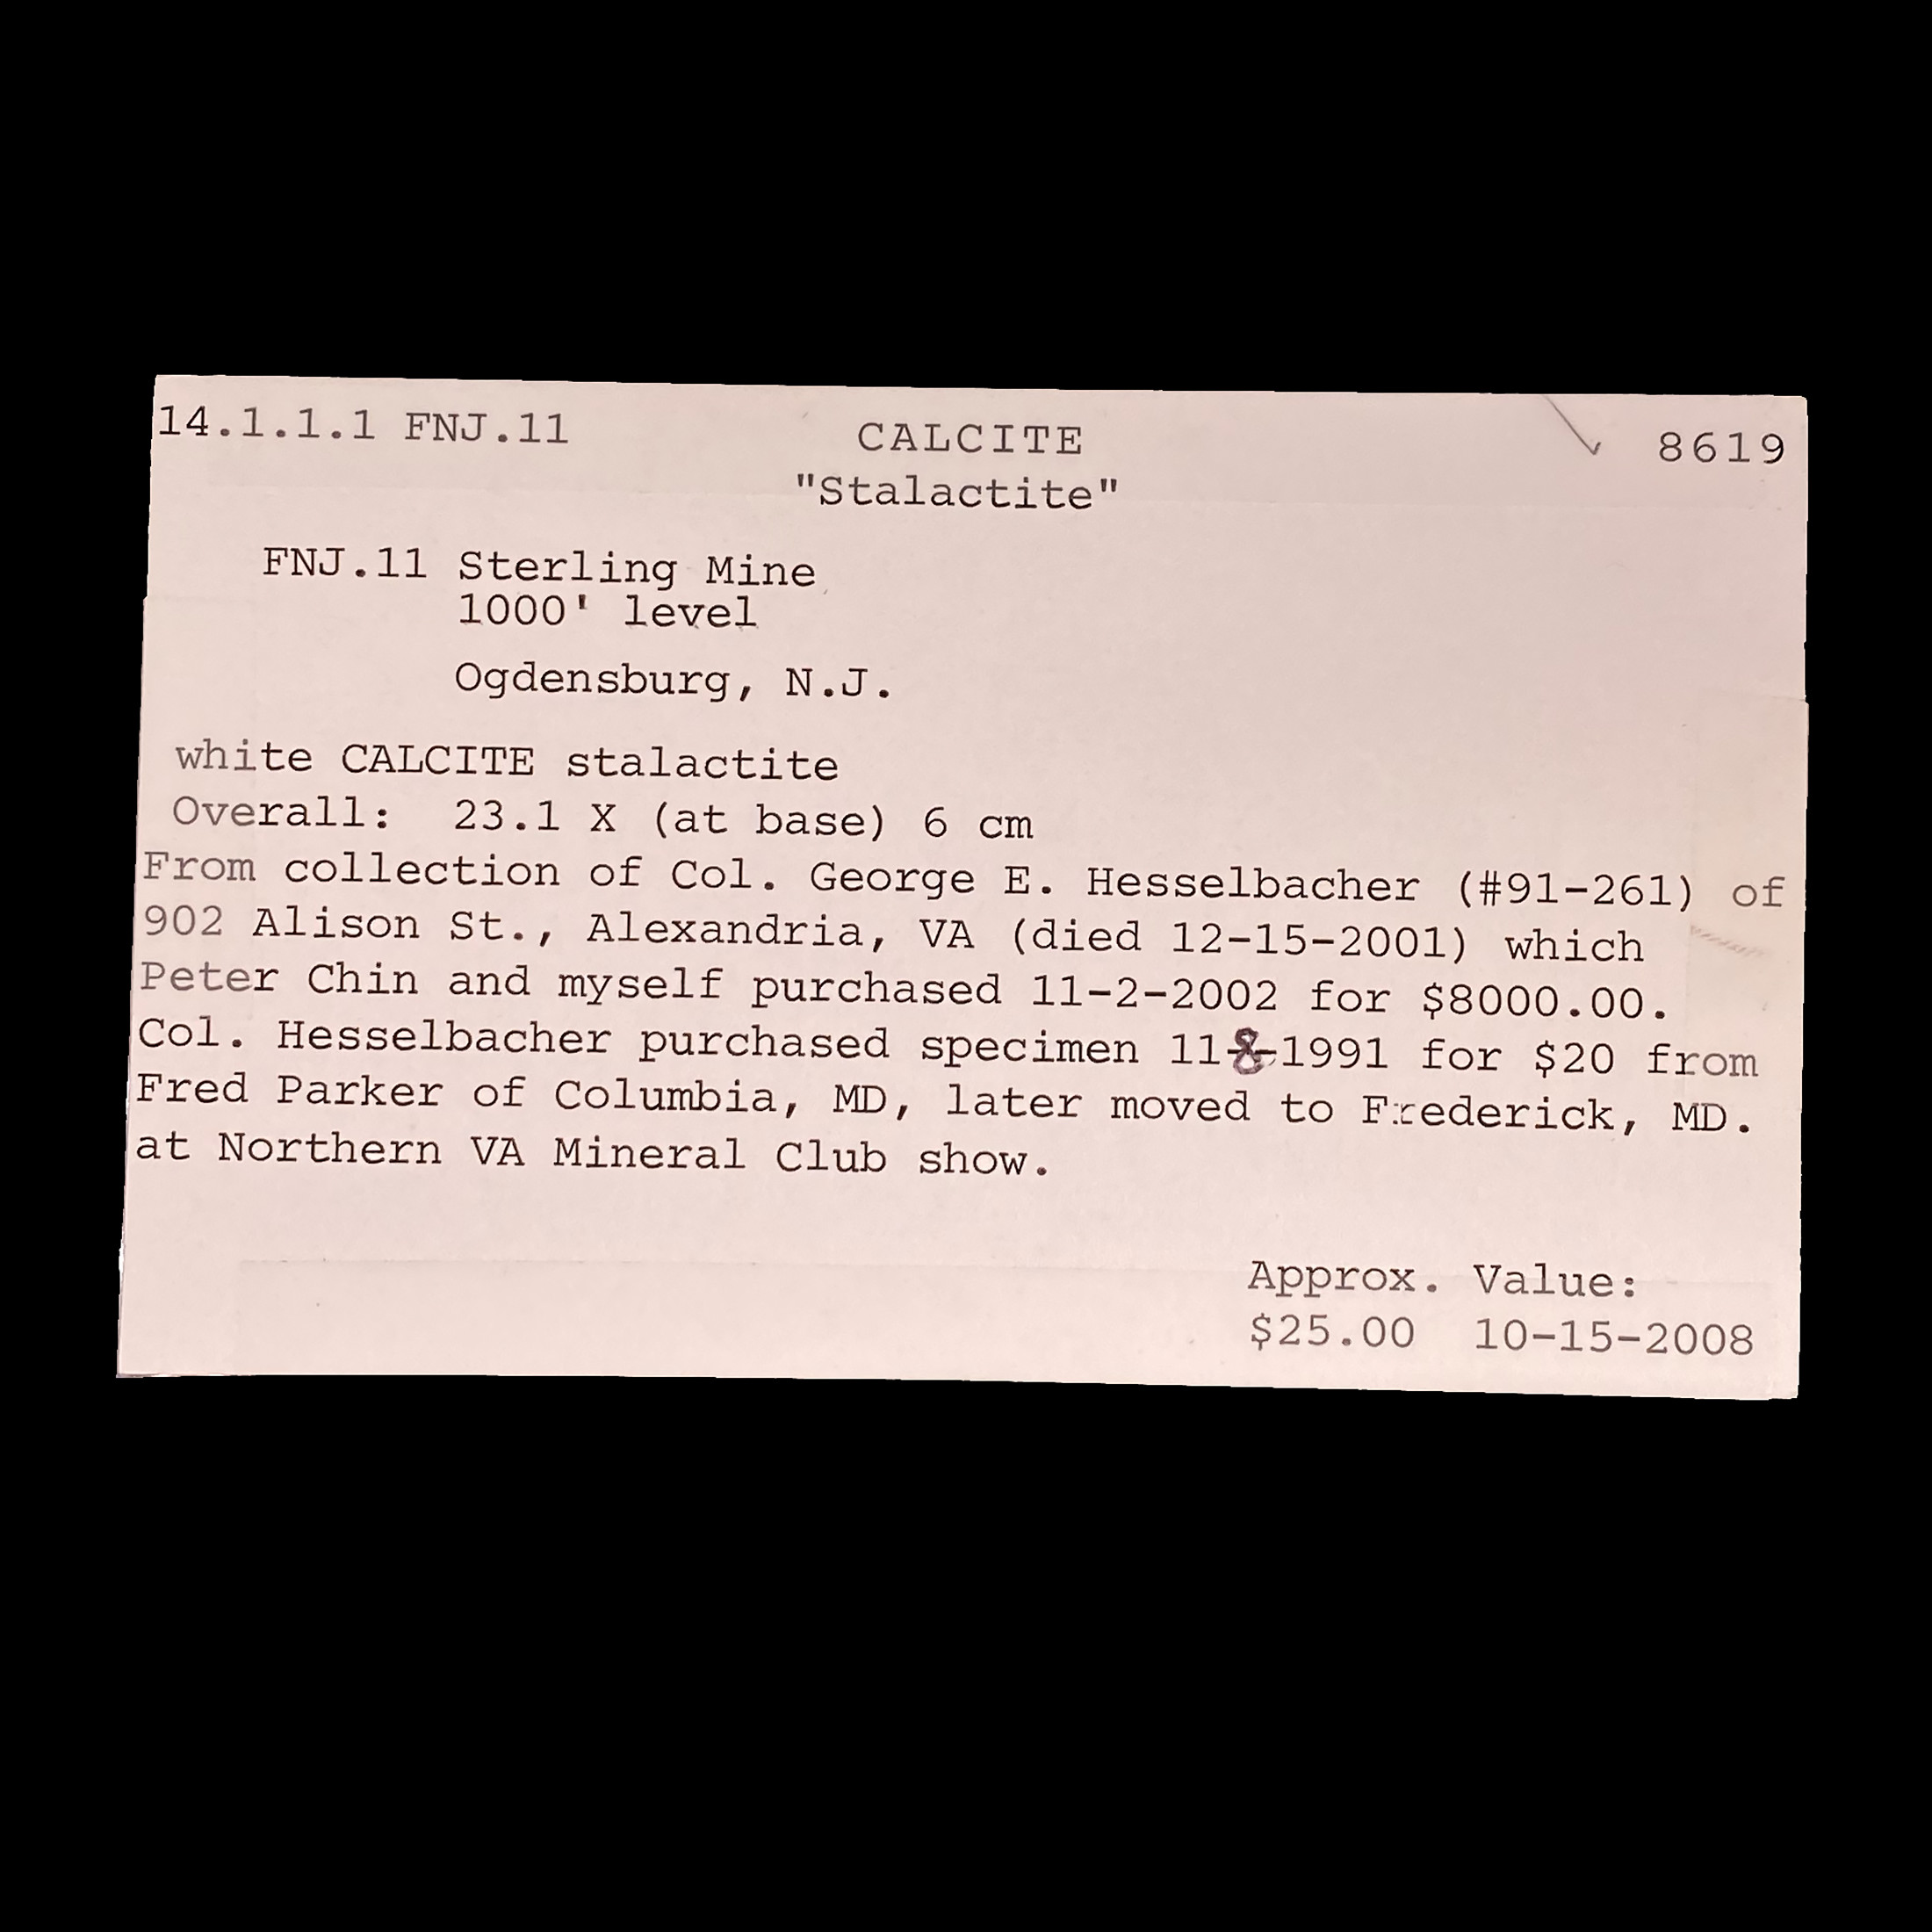 14.1.1.1 FNJ.11 CALCITE 8619
"Stalactite"
FNJ.11 Sterling Mine
1000' level
Ogdensburg, N.J.
white CALCITE stalactite
Overall: 23.1 X (at base) 6 cm
From collection of Col. George E. Hesselbacher (#91-261) of
902 Alison St., Alexandria, VA (died 12-15-2001) which
Peter Chin and myself purchased 11-2-2002 for $8000.00.
Col. Hesselbacher purchased specimen 11-8-1991 for $20 from
Fred Parker of Columbia, MD, later moved to Frederick, MD.
at Northern VA Mineral Club show.
Approx. Value:
$25.00 10-15-2008